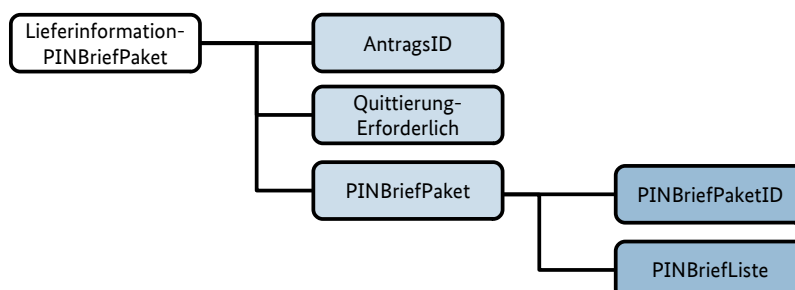 Lieferinformation-
PINBriefPaket
AntragsID
Quittierung-
Erforderlich
PINBriefPaket
PINBriefPaketID
PINBriefListe